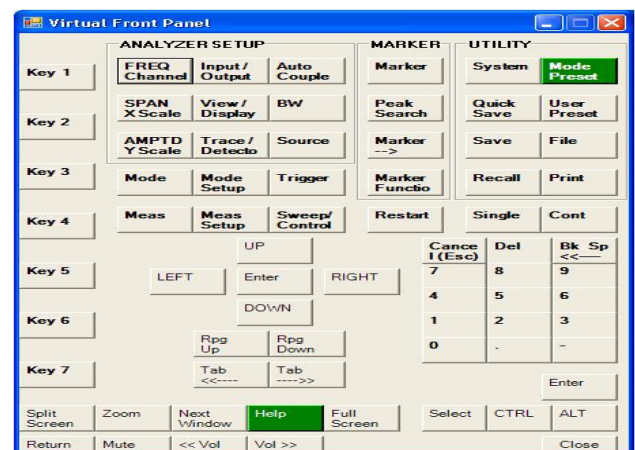 Virtual Front Panel
ANALYZER SETUP
MARKER
UTILITY
Key 1
FREQ
Channel
Input /
Output
Auto
Couple
Marker
System
Mode
Preset
Key 2
SPAN
X Scale
View /
Display
BW
Peak
Search
Quick
Save
User
Preset
AMPTD
Y Scale
Trace /
Detecto
Source
Marker
-->
Save
File
Key 3
Mode
Mode
Setup
Trigger
Marker
Functio
Recall
Print
Key 4
Meas
Meas
Setup
Sweep/
Control
Restart
Single
Cont
UP
Cance
l (Esc)
Del
Bk Sp
<<---
Key 5
LEFT
Enter
RIGHT
7
8
9
DOWN
4
5
6
Key 6
1
2
3
Rpg
Up
Rpg
Down
0
.
-
Key 7
Tab
<<----
Tab
---->>
Enter
Split
Screen
Zoom
Next
Window
Help
Full
Screen
Select
CTRL
ALT
Return
Mute
<< Vol
Vol >>
Close